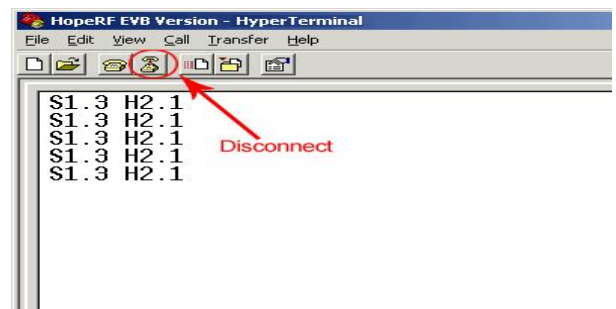 HopeRF EVB Version - HyperTerminal
File Edit View Call Transfer Help
S1.3 H2.1
S1.3 H2.1
S1.3 H2.1
Disconnect
S1.3 H2.1
S1.3 H2.1